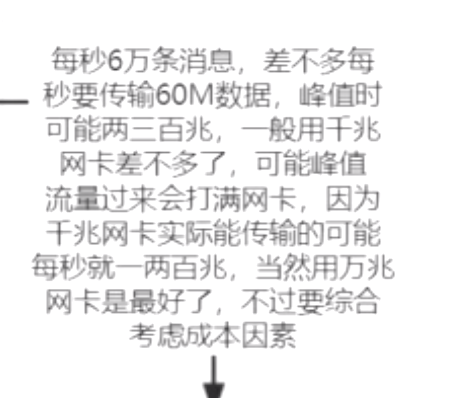 每秒6万条消息，差不多每
秒要传输60M数据，峰值时
可能两三百兆，一般用千兆
网卡差不多了，可能峰值
流量过来会打满网卡，因为
千兆网卡实际能传输的可能
每秒就一两百兆，当然用万兆
网卡是最好了，不过要综合
考虑成本因素